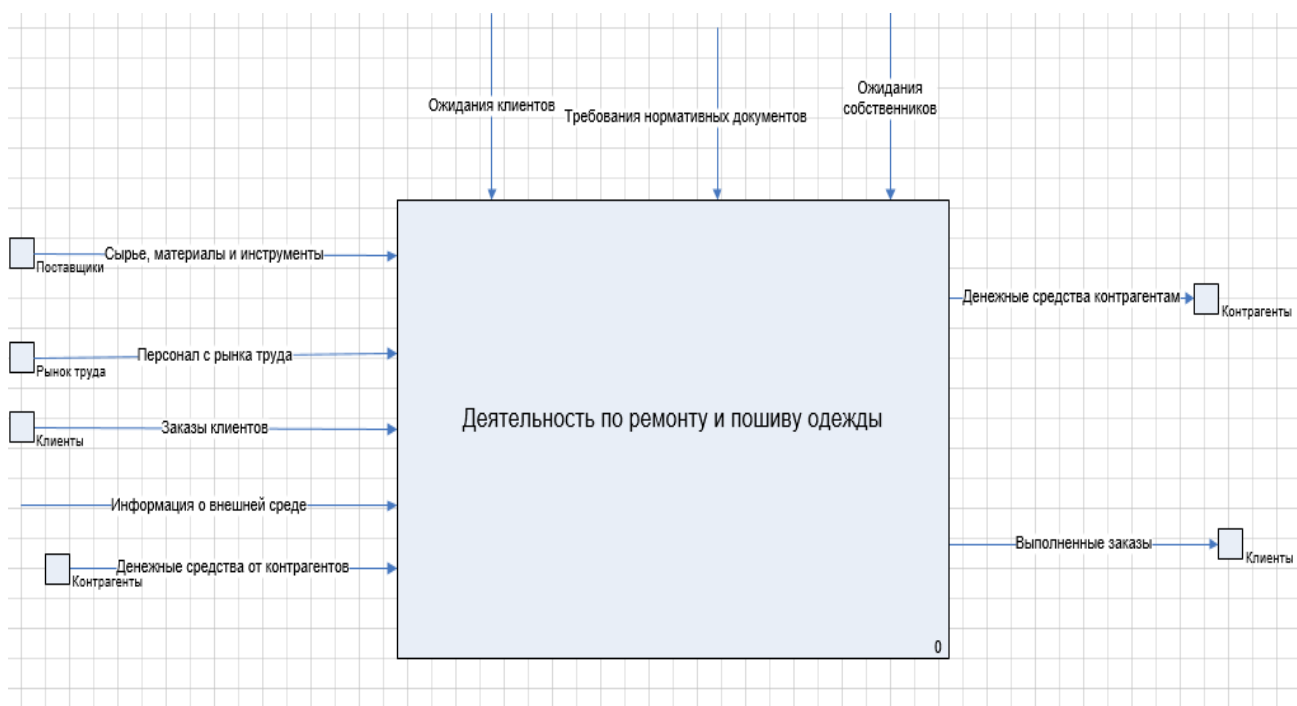 Ожидания клиентов
Требования нормативных документов
Ожидания
собственников
Сырье, материалы и инструменты
Поставщики
Персонал с рынка труда
Рынок труда
Заказы клиентов
Клиенты
Информация о внешней среде
Денежные средства от контрагентов
Контрагенты
Деятельность по ремонту и пошиву одежды
0
Денежные средства контрагентам
Контрагенты
Выполненные заказы
Клиенты